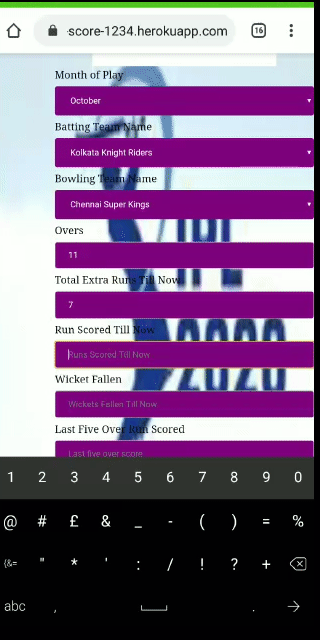 -score-1234.herokuapp.com
16
Month of Play
October
Batting Team Name
Kolkata Knight Riders
Bowling Team Name
Chennai Super Kings
Overs
11
IPL
Total Extra Runs Till Now
7
Run Scored Till Now
Runs Scored Till Now
2020
Wicket Fallen
Wickets Fallen Till Now
Last Five Over Run Scored
Last five over score
1 2 3 4 5 6 7 8 9 0
@ # £ & _ - ( ) = %
{&= " * ' : / ! ? +
abc , .